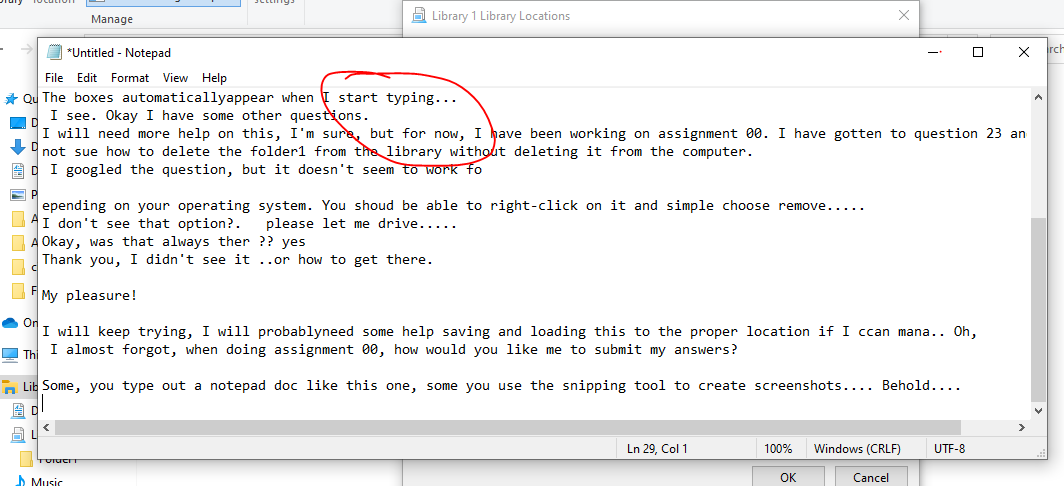 brary
location
settings
Manage
Library 1 Library Locations
*Untitled - Notepad
File Edit Format View Help
The boxes automaticallyappear when I start typing...
I see. Okay I have some other questions.
I will need more help on this, I'm sure, but for now, I have been working on assignment 00. I have gotten to question 23 an
not sue how to delete the folder1 from the library without deleting it from the computer.
I googled the question, but it doesn't seem to work fo
epending on your operating system. You shoud be able to right-click on it and simple choose remove.....
I don't see that option?. please let me drive.....
Okay, was that always ther ?? yes
Thank you, I didn't see it ..or how to get there.
My pleasure!
I will keep trying, I will probablyneed some help saving and loading this to the proper location if I ccan mana.. Oh,
I almost forgot, when doing assignment 00, how would you like me to submit my answers?
Some, you type out a notepad doc like this one, some you use the snipping tool to create screenshots.... Behold....
Ln 29, Col 1 100% Windows (CRLF) UTF-8
Qu
D
D
D
P
A
A
c
F
On
Thi
Lib
D
L
Music
OK Cancel